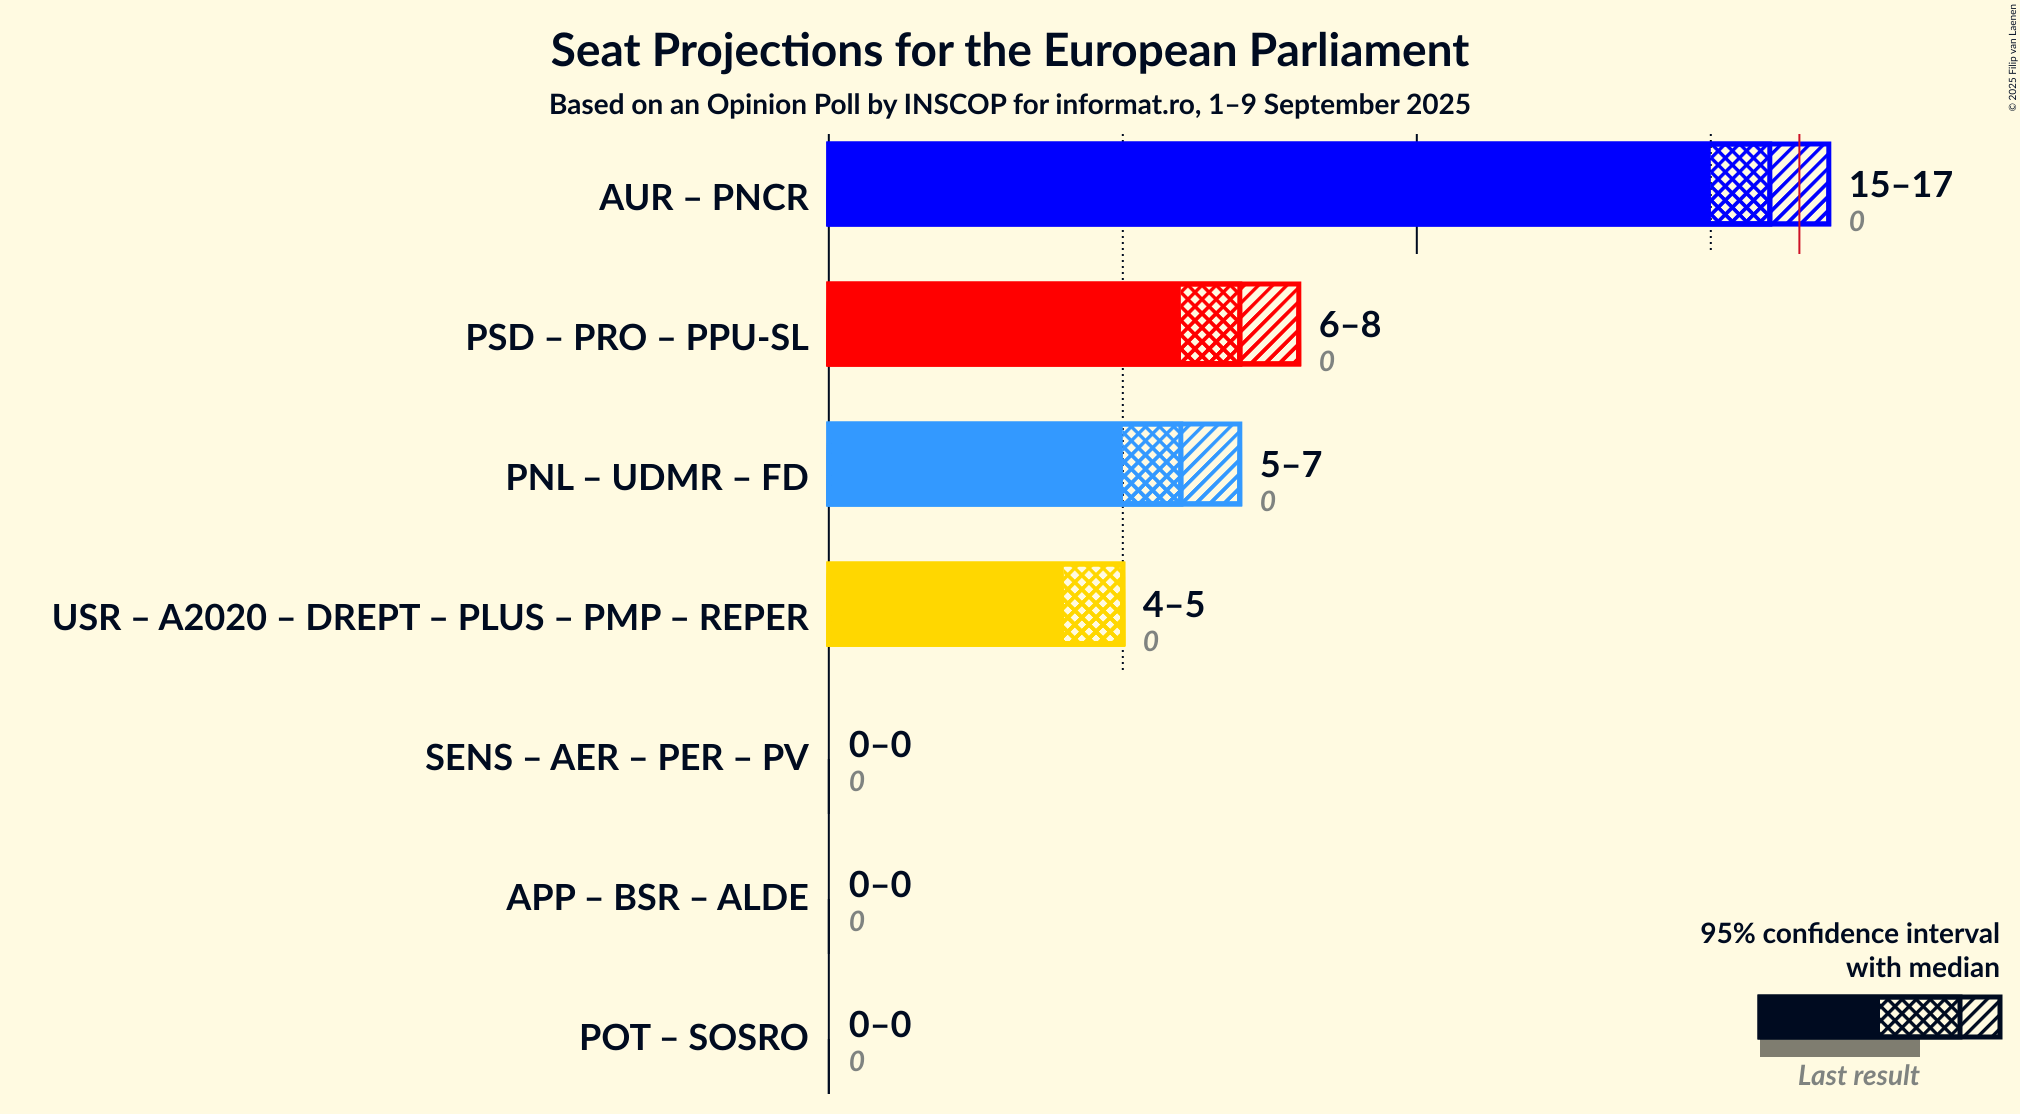 Seat Projections for the European Parliament
Based on an Opinion Poll by INSCOP for informat.ro, 1–9 September 2025
© 2025 Filip van Laenen
AUR – PNCR
15–17
0
PSD – PRO – PPU-SL
6–8
0
PNL – UDMR – FD
5–7
0
USR – A2020 – DREPT – PLUS – PMP – REPER
4–5
0
SENS – AER – PER – PV
0–0
0
APP – BSR – ALDE
0–0
0
POT – SOSRO
0–0
0
95% confidence interval
with median
Last result